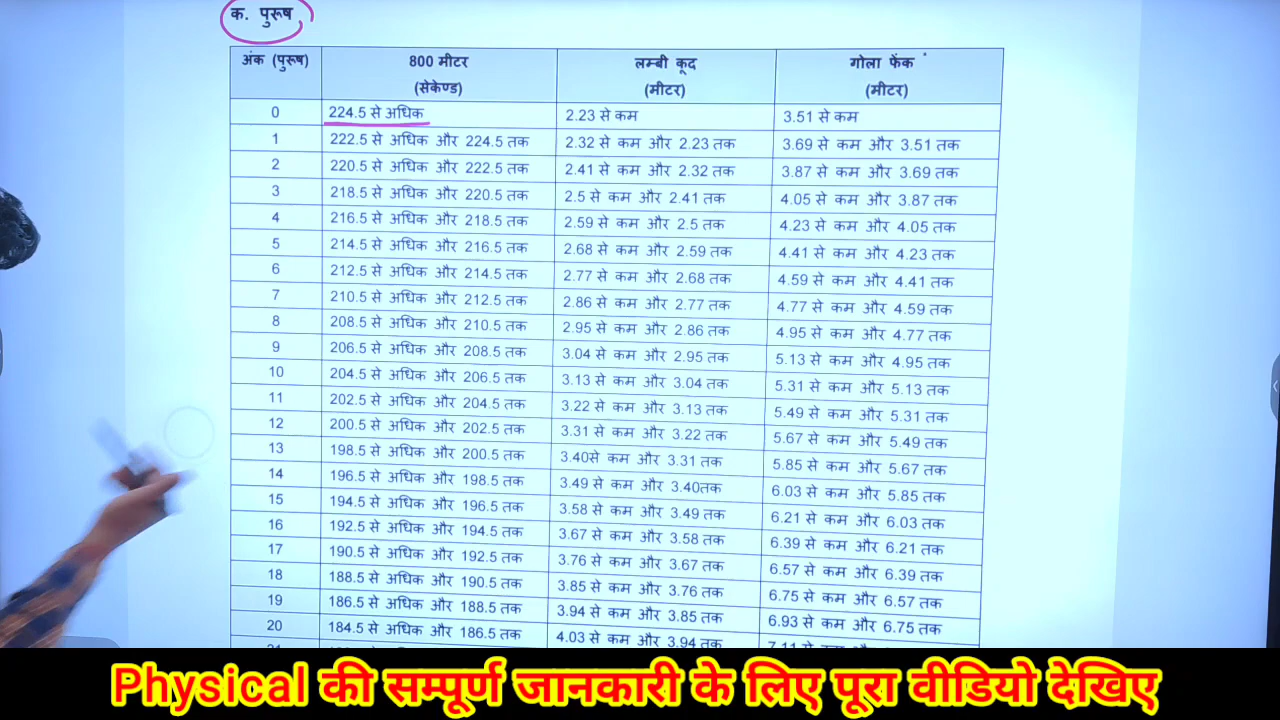 क. पुरूष
अंक (पुरूष) 800 मीटर (सेकेण्ड) लम्बी कूद (मीटर) गोला फेंक (मीटर)
0 224.5 से अधिक 2.23 से कम 3.51 से कम
1 222.5 से अधिक और 224.5 तक 2.32 से कम और 2.23 तक 3.69 से कम और 3.51 तक
2 220.5 से अधिक और 222.5 तक 2.41 से कम और 2.32 तक 3.87 से कम और 3.69 तक
3 218.5 से अधिक और 220.5 तक 2.5 से कम और 2.41 तक 4.05 से कम और 3.87 तक
4 216.5 से अधिक और 218.5 तक 2.59 से कम और 2.5 तक 4.23 से कम और 4.05 तक
5 214.5 से अधिक और 216.5 तक 2.68 से कम और 2.59 तक 4.41 से कम और 4.23 तक
6 212.5 से अधिक और 214.5 तक 2.77 से कम और 2.68 तक 4.59 से कम और 4.41 तक
7 210.5 से अधिक और 212.5 तक 2.86 से कम और 2.77 तक 4.77 से कम और 4.59 तक
8 208.5 से अधिक और 210.5 तक 2.95 से कम और 2.86 तक 4.95 से कम और 4.77 तक
9 206.5 से अधिक और 208.5 तक 3.04 से कम और 2.95 तक 5.13 से कम और 4.95 तक
10 204.5 से अधिक और 206.5 तक 3.13 से कम और 3.04 तक 5.31 से कम और 5.13 तक
11 202.5 से अधिक और 204.5 तक 3.22 से कम और 3.13 तक 5.49 से कम और 5.31 तक
12 200.5 से अधिक और 202.5 तक 3.31 से कम और 3.22 तक 5.67 से कम और 5.49 तक
13 198.5 से अधिक और 200.5 तक 3.40से कम और 3.31 तक 5.85 से कम और 5.67 तक
14 196.5 से अधिक और 198.5 तक 3.49 से कम और 3.40तक 6.03 से कम और 5.85 तक
15 194.5 से अधिक और 196.5 तक 3.58 से कम और 3.49 तक 6.21 से कम और 6.03 तक
16 192.5 से अधिक और 194.5 तक 3.67 से कम और 3.58 तक 6.39 से कम और 6.21 तक
17 190.5 से अधिक और 192.5 तक 3.76 से कम और 3.67 तक 6.57 से कम और 6.39 तक
18 188.5 से अधिक और 190.5 तक 3.85 से कम और 3.76 तक 6.75 से कम और 6.57 तक
19 186.5 से अधिक और 188.5 तक 3.94 से कम और 3.85 तक 6.93 से कम और 6.75 तक
20 184.5 से अधिक और 186.5 तक 4.03 से कम और 3.94 तक
Physical की सम्पूर्ण जानकारी के लिए पूरा वीडियो देखिए